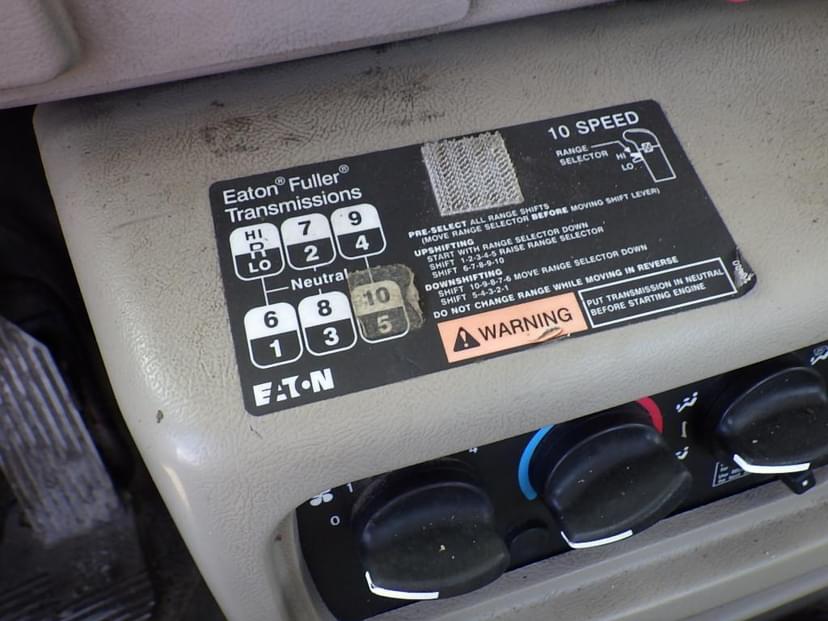 Eaton® Fuller®
Transmissions
HI
R
LO
7
2
9
4
Neutral
6
1
8
3
10
5
EATON
10 SPEED
RANGE
SELECTOR
HI
LO
PRE-SELECT ALL RANGE SHIFTS
(MOVE RANGE SELECTOR BEFORE MOVING SHIFT LEVER)
UPSHIFTING
START WITH RANGE SELECTOR DOWN
SHIFT 1-2-3-4-5 RAISE RANGE SELECTOR
SHIFT 6-7-8-9-10
DOWNSHIFTING
SHIFT 10-9-8-7-6 MOVE RANGE SELECTOR DOWN
SHIFT 5-4-3-2-1
DO NOT CHANGE RANGE WHILE MOVING IN REVERSE
WARNING
PUT TRANSMISSION IN NEUTRAL
BEFORE STARTING ENGINE
0
1
4